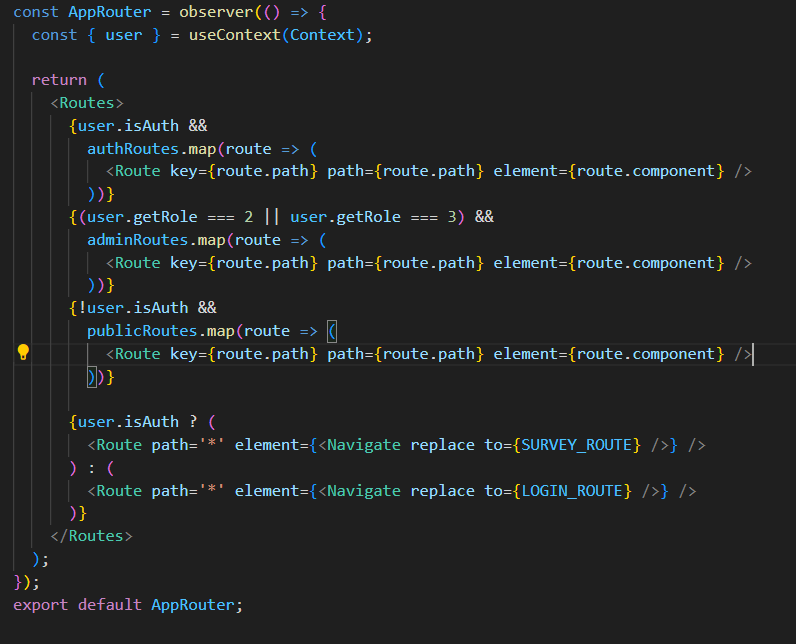 const AppRouter = observer(() => {
  const { user } = useContext(Context);

  return (
    <Routes>
      {user.isAuth &&
        authRoutes.map(route => (
          <Route key={route.path} path={route.path} element={route.component} />
        ))}
      {(user.getRole === 2 || user.getRole === 3) &&
        adminRoutes.map(route => (
          <Route key={route.path} path={route.path} element={route.component} />
        ))}
      {!user.isAuth &&
        publicRoutes.map(route => (
          <Route key={route.path} path={route.path} element={route.component} />
        ))}

      {user.isAuth ? (
        <Route path='*' element={<Navigate replace to={SURVEY_ROUTE} />} />
      ) : (
        <Route path='*' element={<Navigate replace to={LOGIN_ROUTE} />} />
      )}
    </Routes>
  );
});
export default AppRouter;